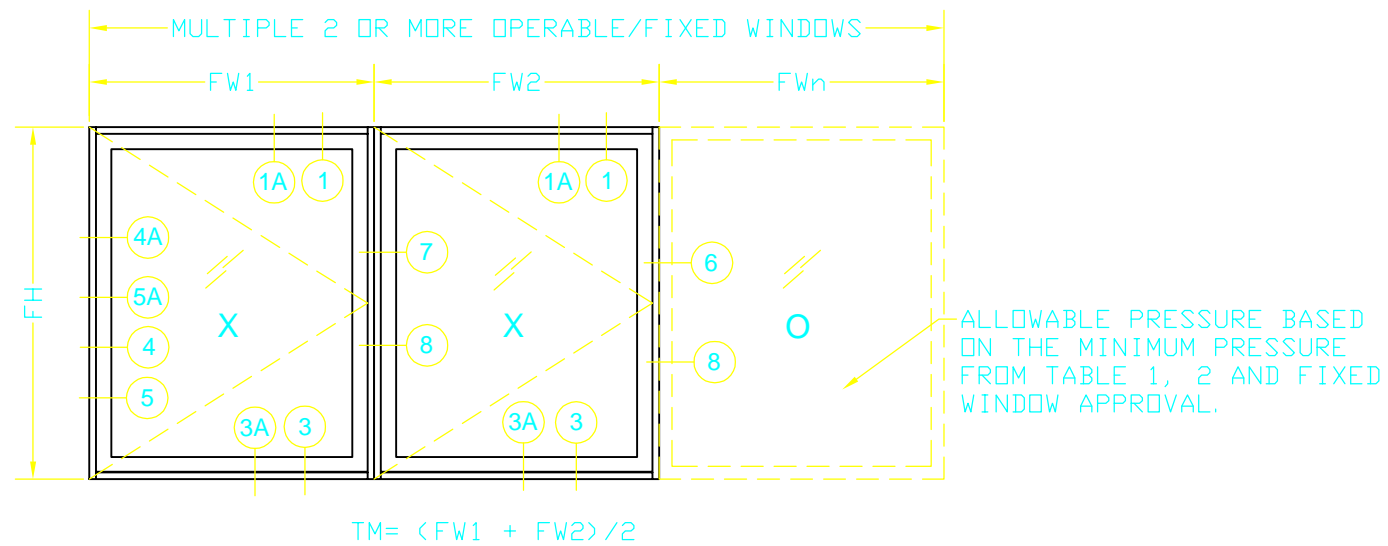 MULTIPLE 2 OR MORE OPERABLE/FIXED WINDOWS
FW1
FW2
FWn
1A
1
1A
1
4A
7
6
5A
FH
X
X
O
4
8
8
5
3A
3
3A
3
ALLOWABLE PRESSURE BASED
ON THE MINIMUM PRESSURE
FROM TABLE 1, 2 AND FIXED
WINDOW APPROVAL.
TM= (FW1 + FW2)/2